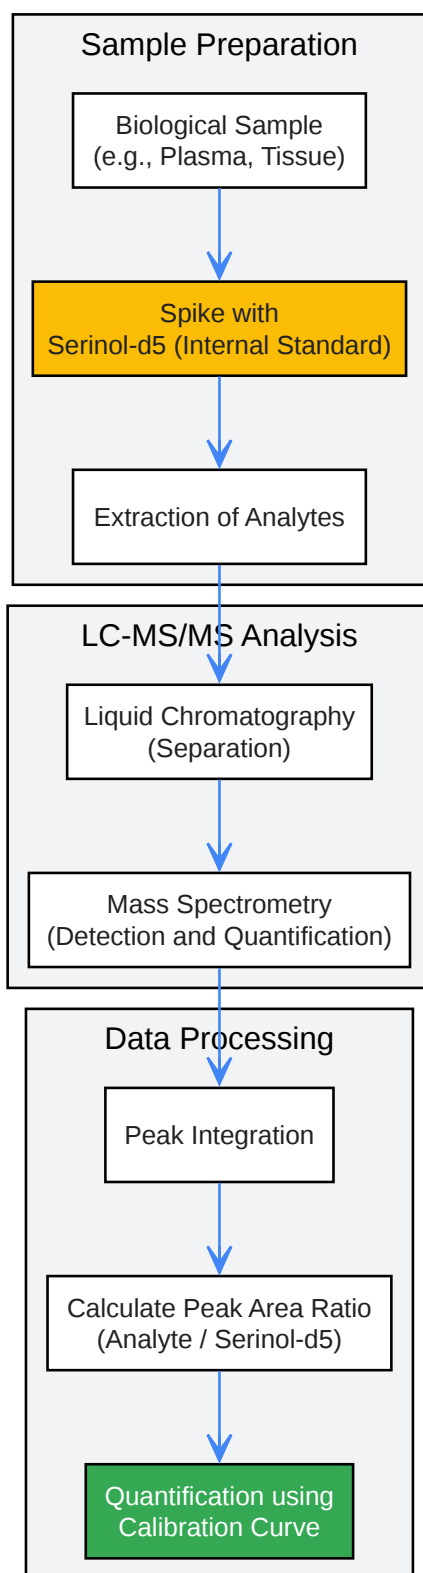 Sample Preparation
Biological Sample
(e.g., Plasma, Tissue)
Spike with
Serinol-d5 (Internal Standard)
Extraction of Analytes
LC-MS/MS Analysis
Liquid Chromatography
(Separation)
Mass Spectrometry
(Detection and Quantification)
Data Processing
Peak Integration
Calculate Peak Area Ratio
(Analyte / Serinol-d5)
Quantification using
Calibration Curve